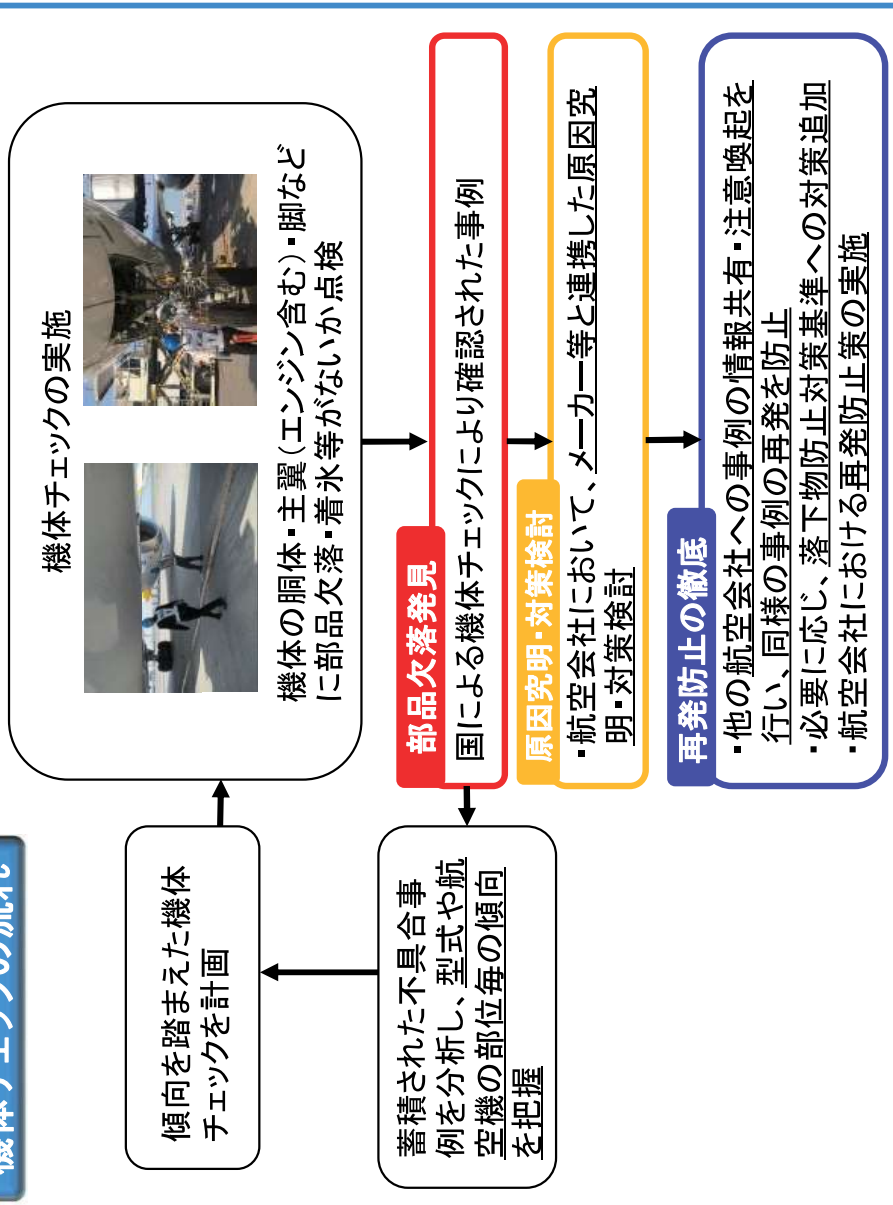 機体チェックの流れ
機体チェックの実施
機体の胴体・主翼(エンジン含む)・脚など
に部品欠落・着氷等がないか点検
傾向を踏まえた機体
チェックを計画
部品欠落発見
国による機体チェックにより確認された事例
蓄積された不具合事
例を分析し、型式や航
空機の部位毎の傾向
を把握
原因究明・対策検討
・航空会社において、メーカー等と連携した原因究
明・対策検討
再発防止の徹底
・他の航空会社への事例の情報共有・注意喚起を
行い、同様の事例の再発を防止
・必要に応じ、落下物防止対策基準への対策追加
・航空会社における再発防止策の実施